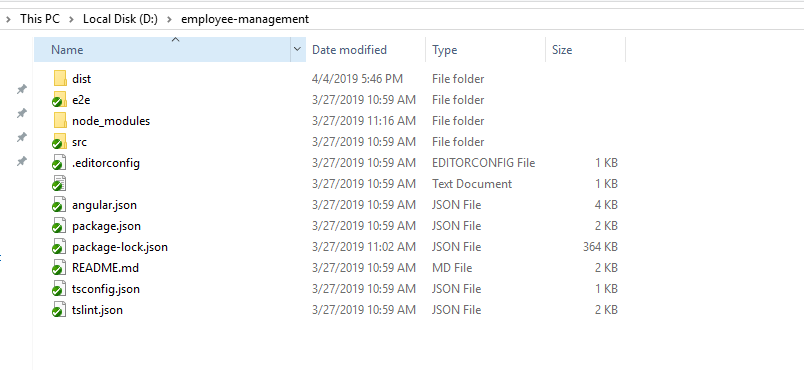 This PC > Local Disk (D:) > employee-management
Name Date modified Type Size
dist 4/4/2019 5:46 PM File folder
e2e 3/27/2019 10:59 AM File folder
node_modules 3/27/2019 11:16 AM File folder
src 3/27/2019 10:59 AM File folder
.editorconfig 3/27/2019 10:59 AM EDITORCONFIG File 1 KB
3/27/2019 10:59 AM Text Document 1 KB
angular.json 3/27/2019 10:59 AM JSON File 4 KB
package.json 3/27/2019 10:59 AM JSON File 2 KB
package-lock.json 3/27/2019 11:02 AM JSON File 364 KB
README.md 3/27/2019 10:59 AM MD File 2 KB
tsconfig.json 3/27/2019 10:59 AM JSON File 1 KB
tslint.json 3/27/2019 10:59 AM JSON File 2 KB